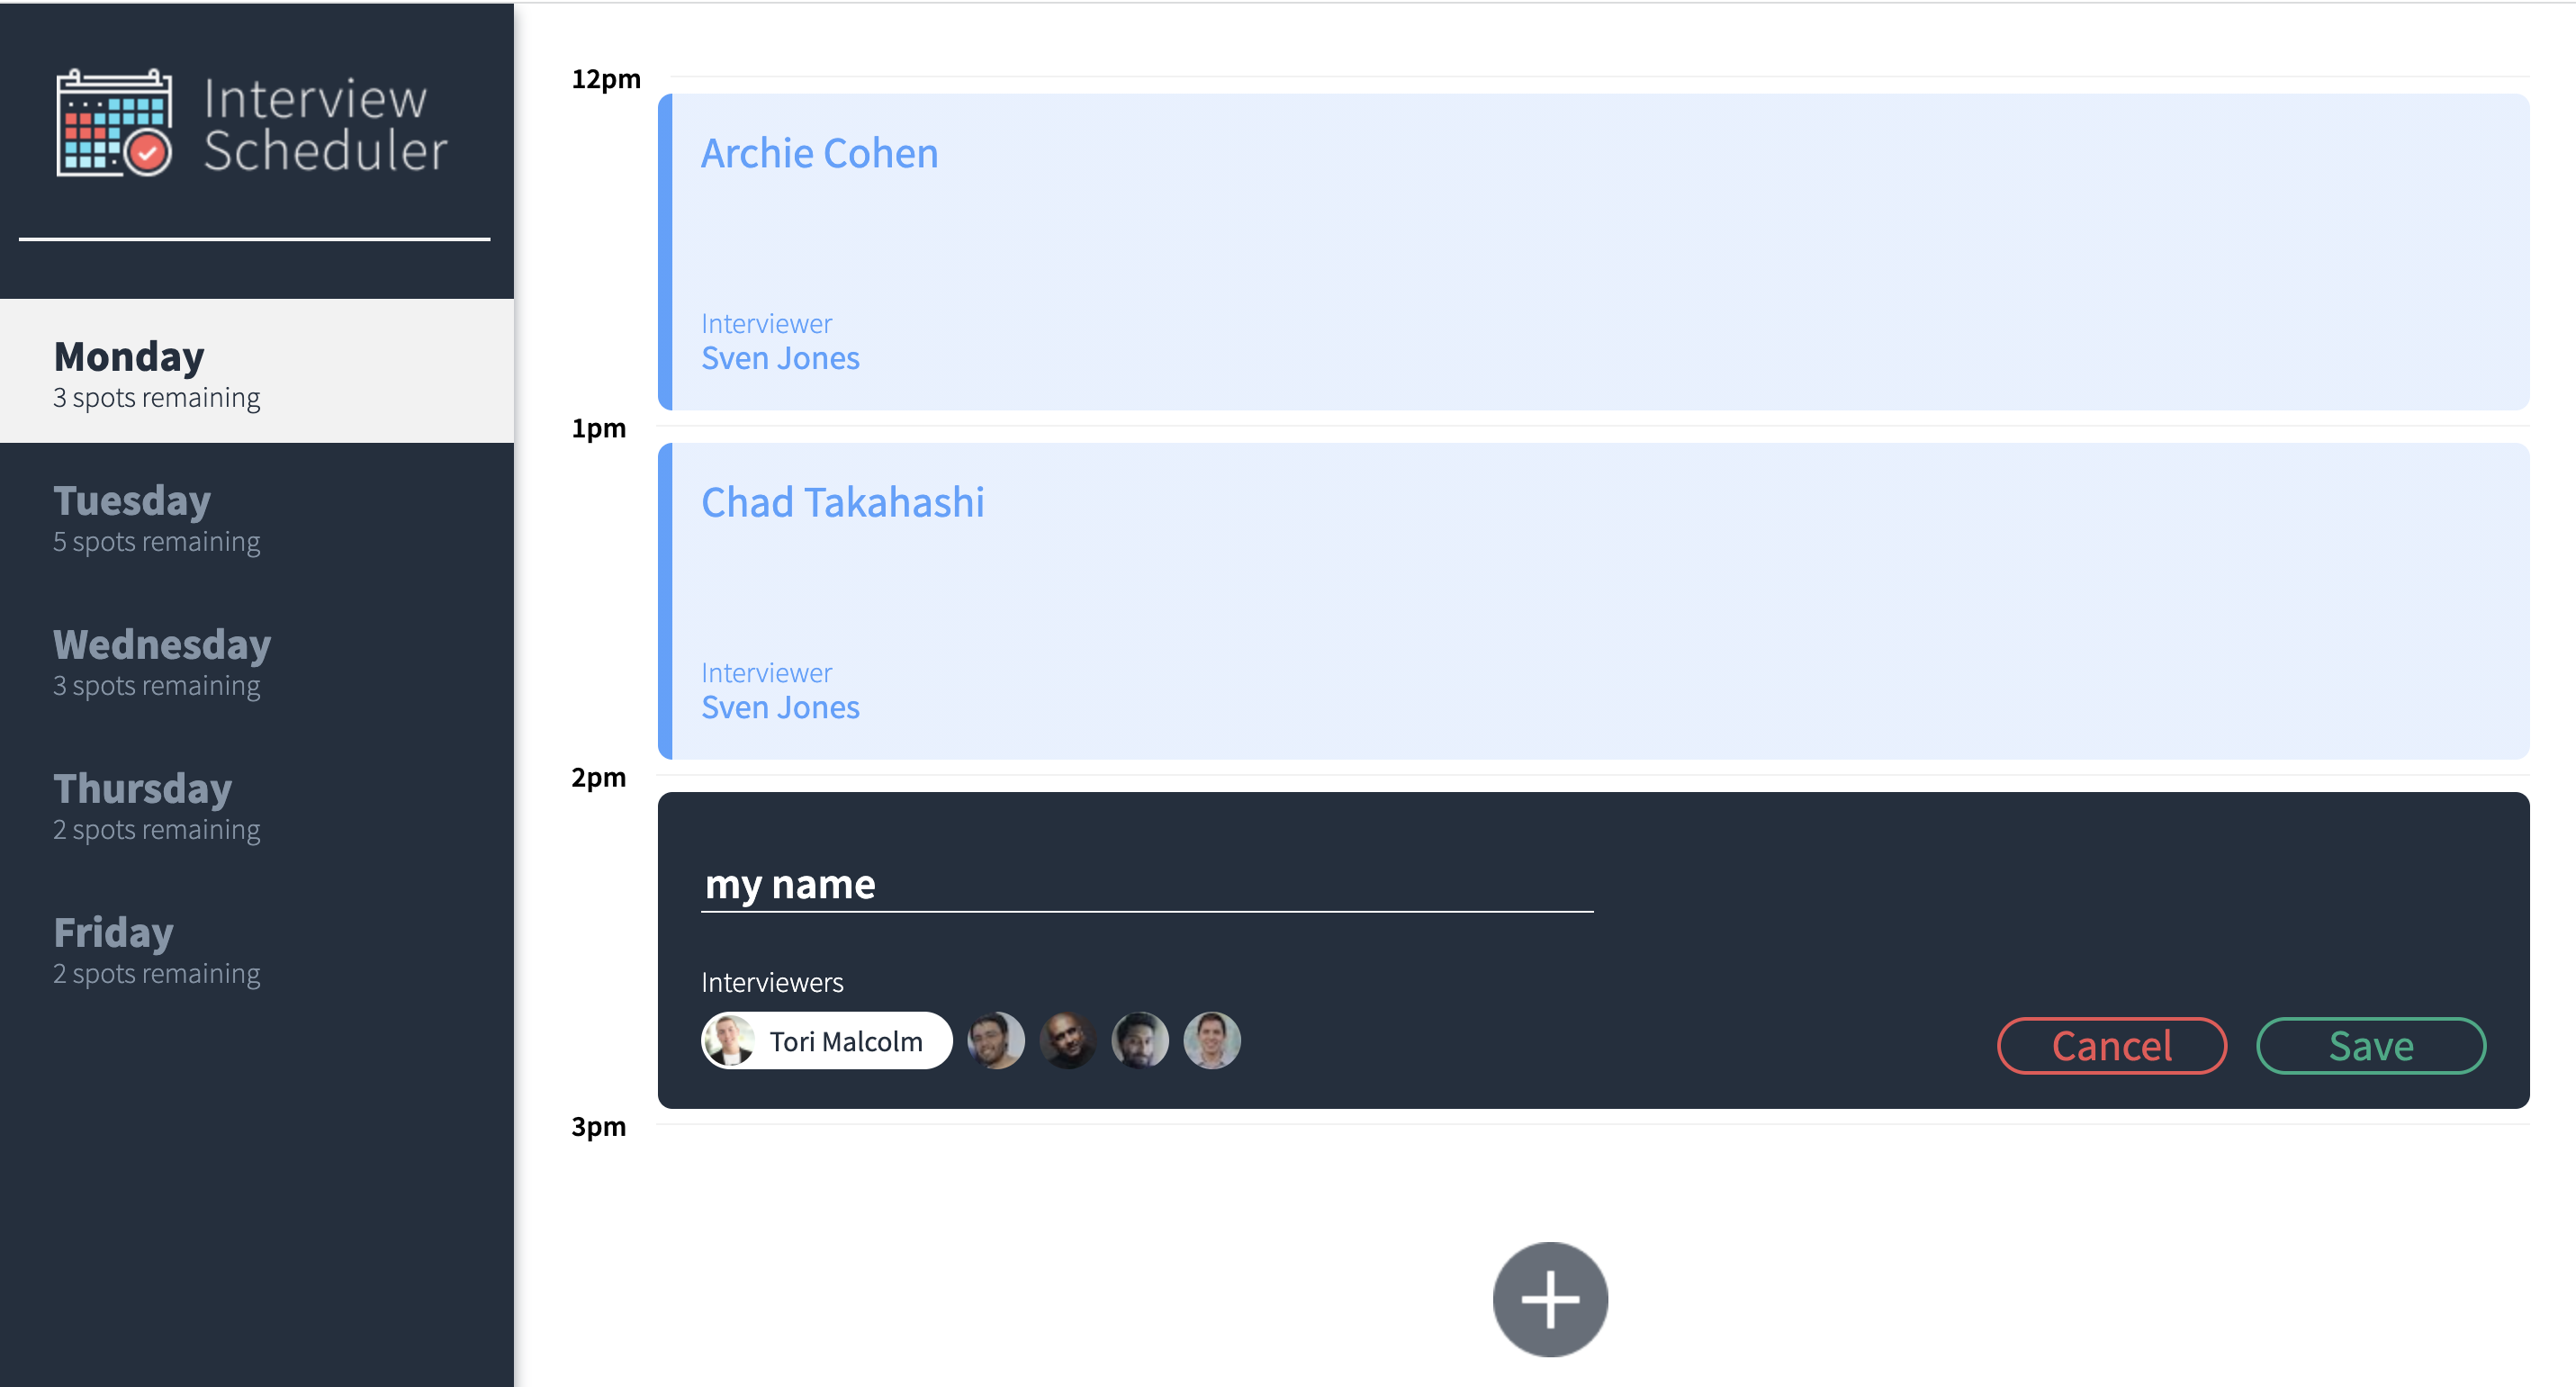 Interview
Scheduler
Monday
3 spots remaining
Tuesday
5 spots remaining
Wednesday
3 spots remaining
Thursday
2 spots remaining
Friday
2 spots remaining
12pm
Archie Cohen
Interviewer
Sven Jones
1pm
Chad Takahashi
Interviewer
Sven Jones
2pm
my name
Interviewers
Tori Malcolm
Cancel
Save
3pm